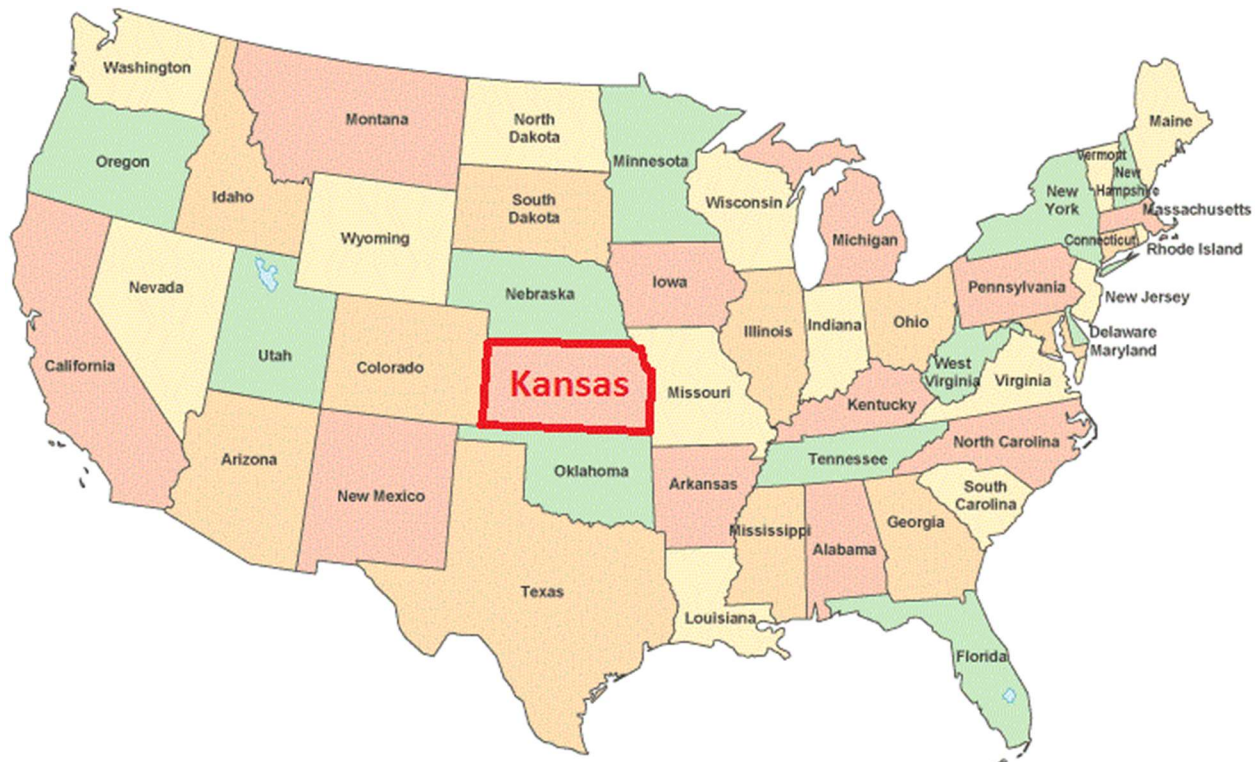 Washington
Montana
North
Dakota
Minnesota
Maine
Oregon
Vermont
New
Hampshire
Idaho
South
Dakota
Wisconsin
New
York
Massachusetts
Wyoming
Michigan
Connecticut
Rhode Island
Nevada
Nebraska
Iowa
Pennsylvania
New Jersey
Utah
Colorado
Illinois
Indiana
Ohio
Delaware
Maryland
California
Kansas
Missouri
West
Virginia
Virginia
Kentucky
Arizona
New Mexico
Oklahoma
Arkansas
Tennessee
North Carolina
South
Carolina
Mississippi
Alabama
Georgia
Texas
Louisiana
Florida